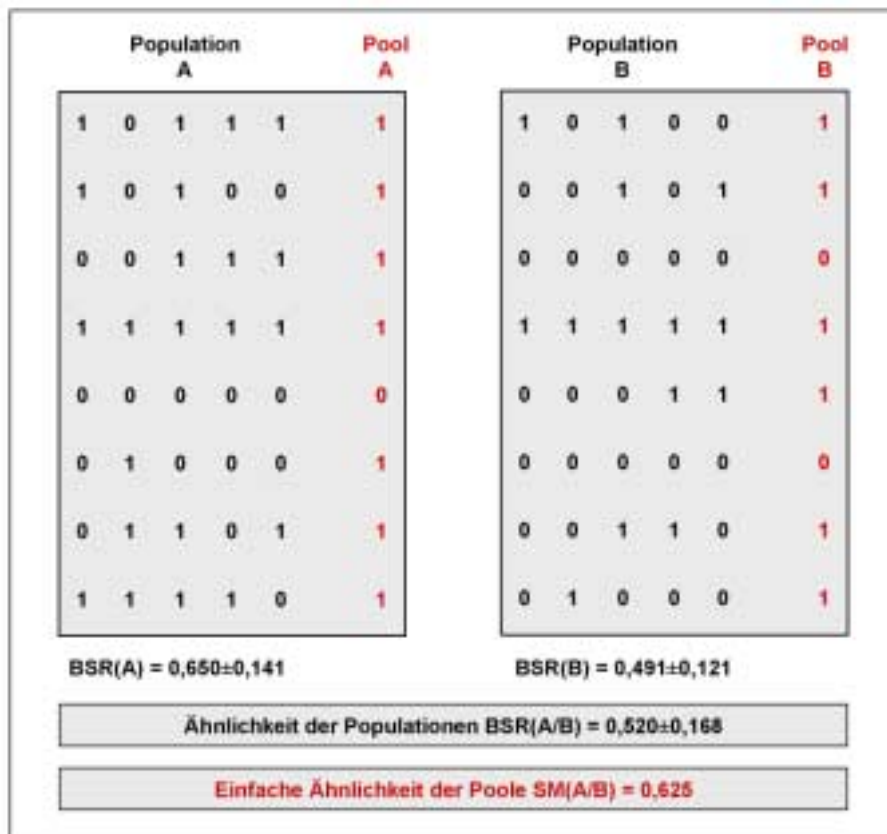 Population Pool Population Pool
A A B B
1 0 1 1 1 1 1 0 1 0 0 1
1 0 1 0 0 1 0 0 1 0 1 1
0 0 1 1 1 1 0 0 0 0 0 0
1 1 1 1 1 1 1 1 1 1 1 1
0 0 0 0 0 0 0 0 0 1 1 1
0 1 0 0 0 1 0 0 0 0 0 0
0 1 1 0 1 1 0 0 1 1 0 1
1 1 1 1 0 1 0 1 0 0 0 1
BSR(A) = 0,650±0,141 BSR(B) = 0,491±0,121
Ähnlichkeit der Populationen BSR(A/B) = 0,520±0,168
Einfache Ähnlichkeit der Poole SM(A/B) = 0,625